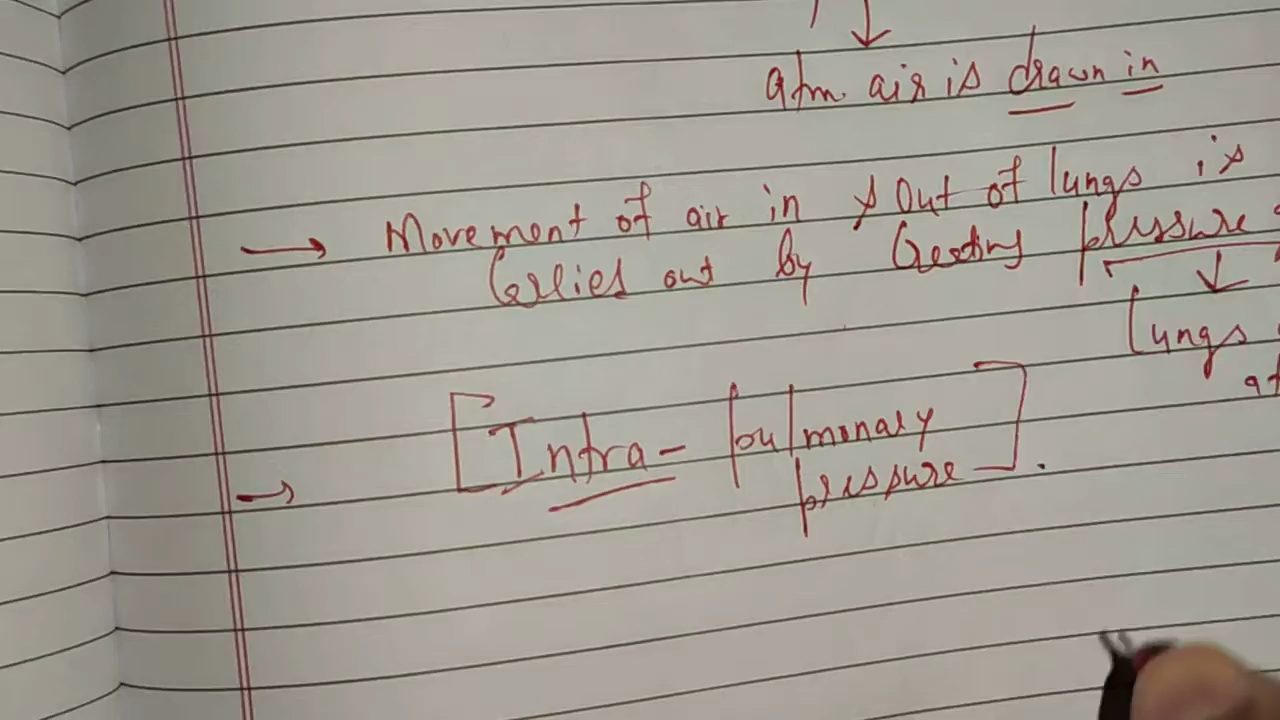 atm air is drawn in
→ Movement of air in & Out of lungs is
Carried out by Creating pressure
↓
lungs
→ [Intra- pulmonary
pressure].